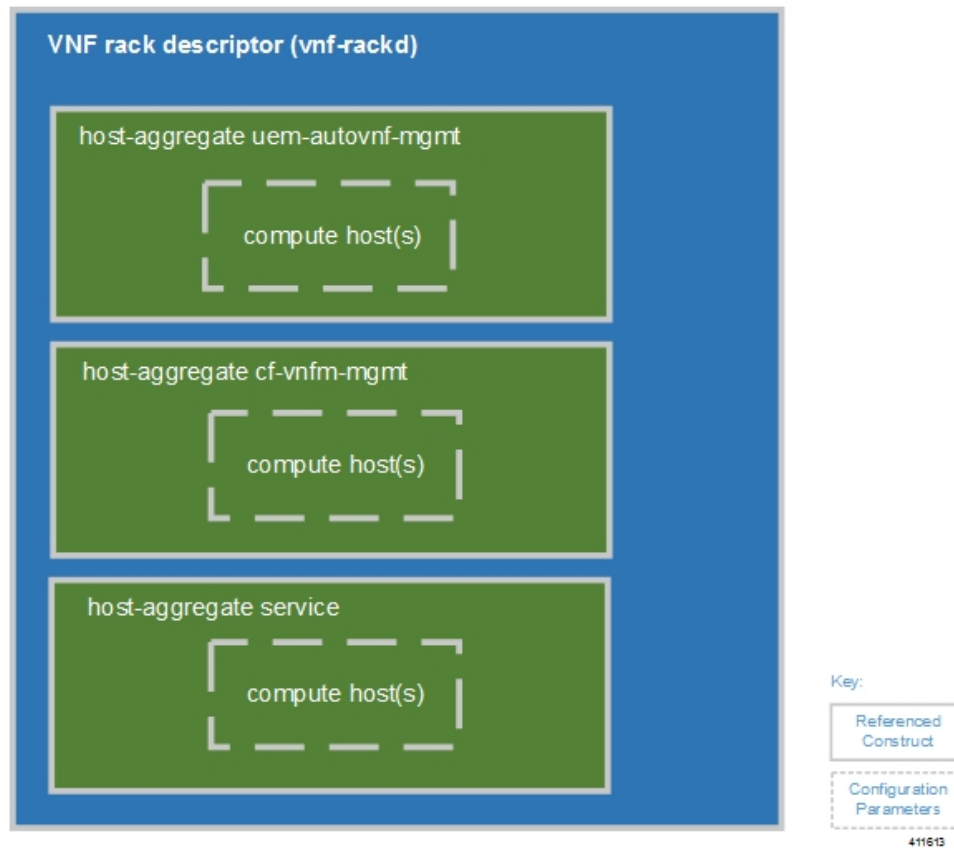 VNF rack descriptor (vnf-rackd)
host-aggregate uem-autovnf-mgmt
compute host(s)
host-aggregate cf-vnfm-mgmt
compute host(s)
host-aggregate service
compute host(s)
Key:
Referenced
Construct
Configuration
Parameters
411613